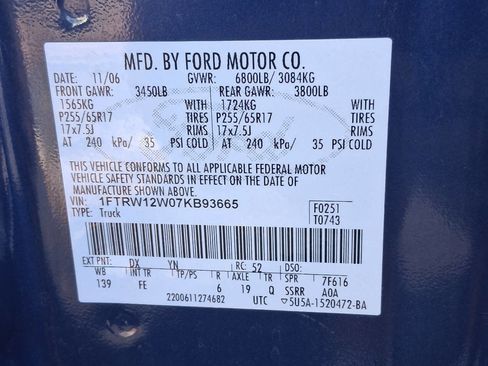 MFD. BY FORD MOTOR CO.
DATE: 11/06 GVWR: 6800LB/ 3084KG
FRONT GAWR: 3450LB REAR GAWR: 3800LB
1565KG WITH 1724KG WITH
P255/65R17 TIRES P255/65R17 TIRES
17x7.5J RIMS 17x7.5J RIMS
AT 240 kPa/ 35 PSI COLD AT 240 kPa/ 35 PSI COLD
THIS VEHICLE CONFORMS TO ALL APPLICABLE FEDERAL MOTOR
VEHICLE SAFETY STANDARDS IN EFFECT ON THE DATE OF
MANUFACTURE SHOWN ABOVE.
VIN: 1FTRW12W07KB93665 F0251
TYPE: Truck T0743
EXT PNT: DX YN RC: 52 DSO:
WB INT TR TP/PS R AXLE TR SPR 7F616
139 FE 6 19 Q SSRR A0A
2200611274682 UTC 5U5A-1520472-BA